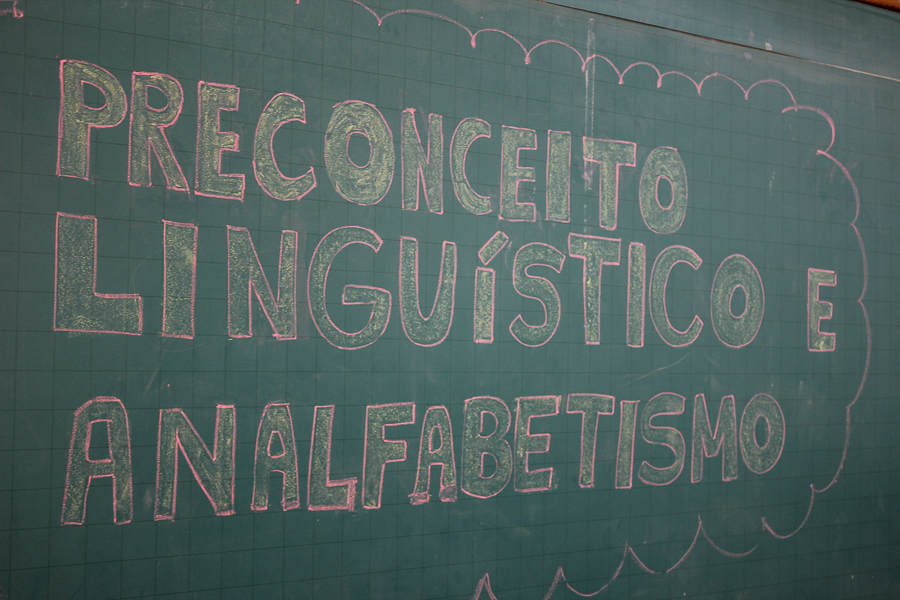 PRECONCEITO
LINGUÍSTICO E
ANALFABETISMO